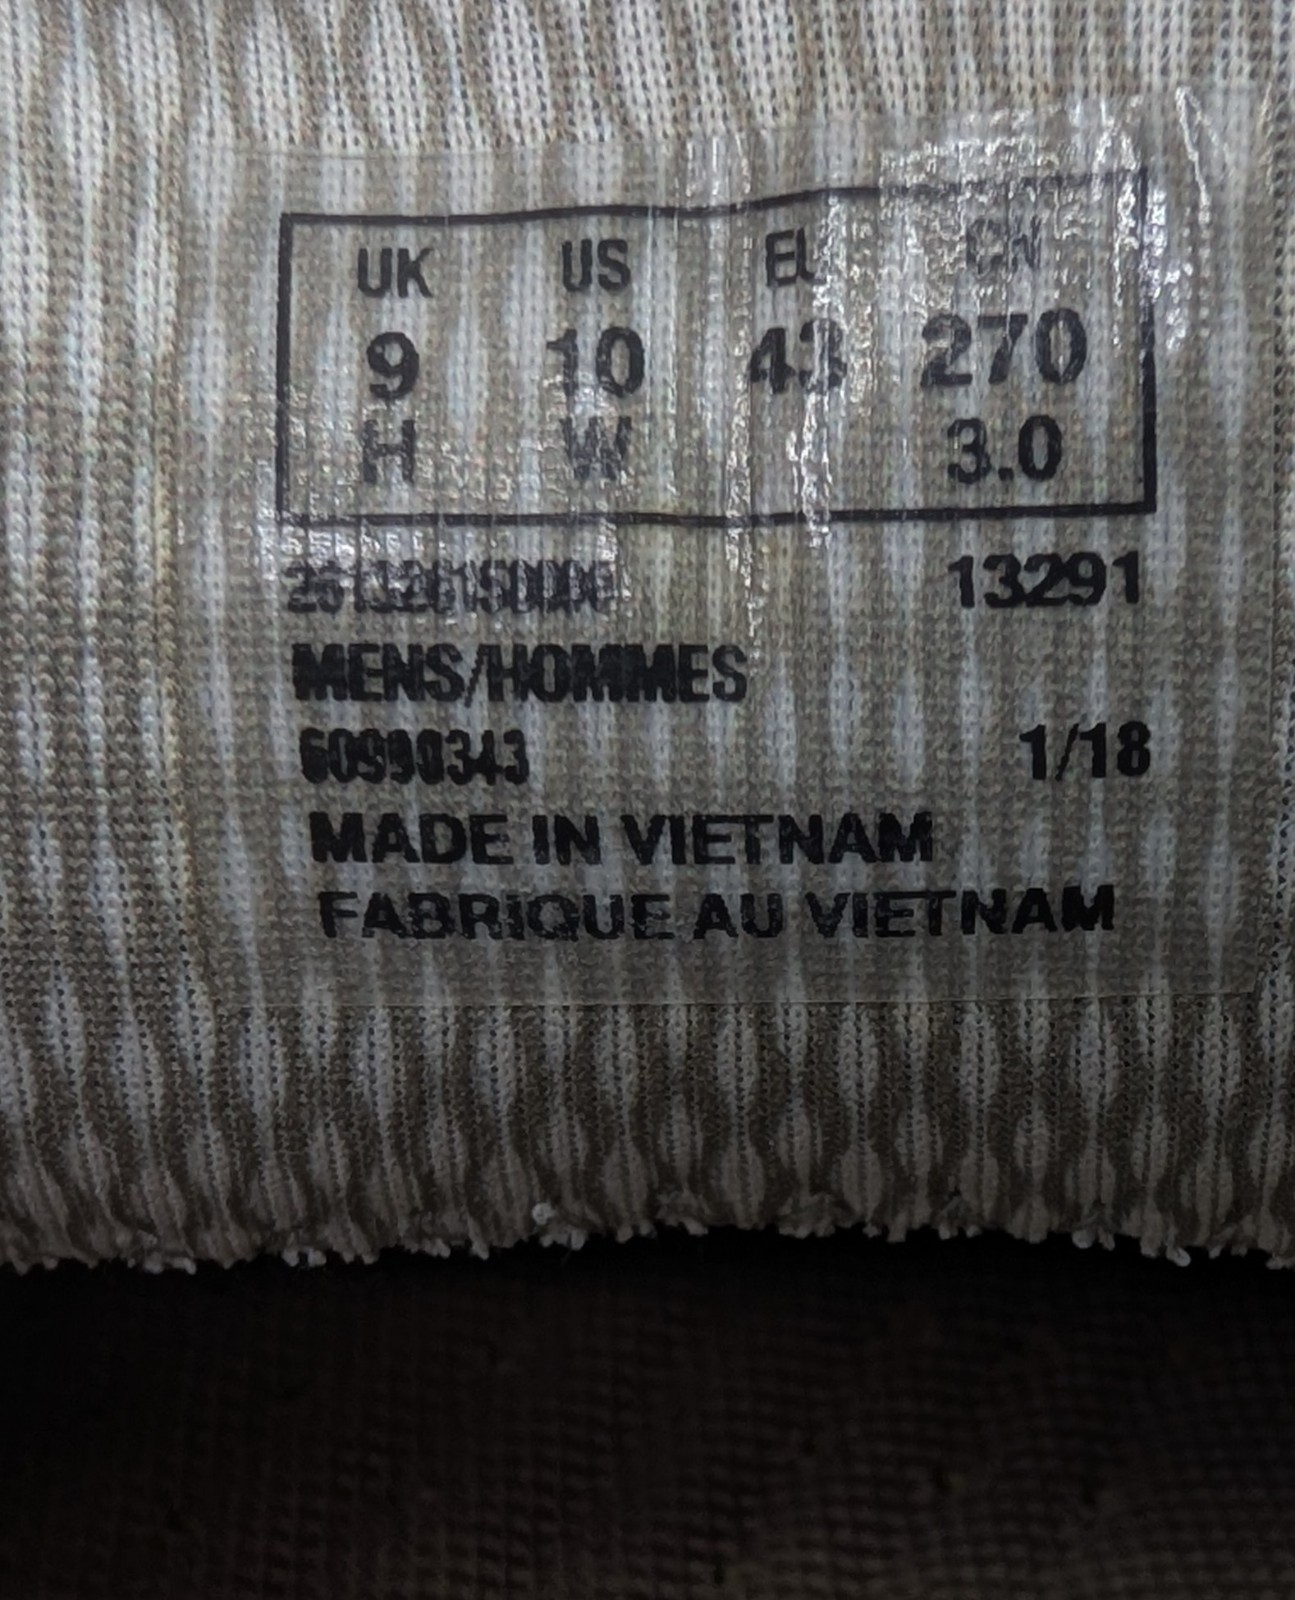 UK US EU CN
9 10 43 270
H W 3.0
13291
MENS/HOMMES
60990343 1/18
MADE IN VIETNAM
FABRIQUE AU VIETNAM